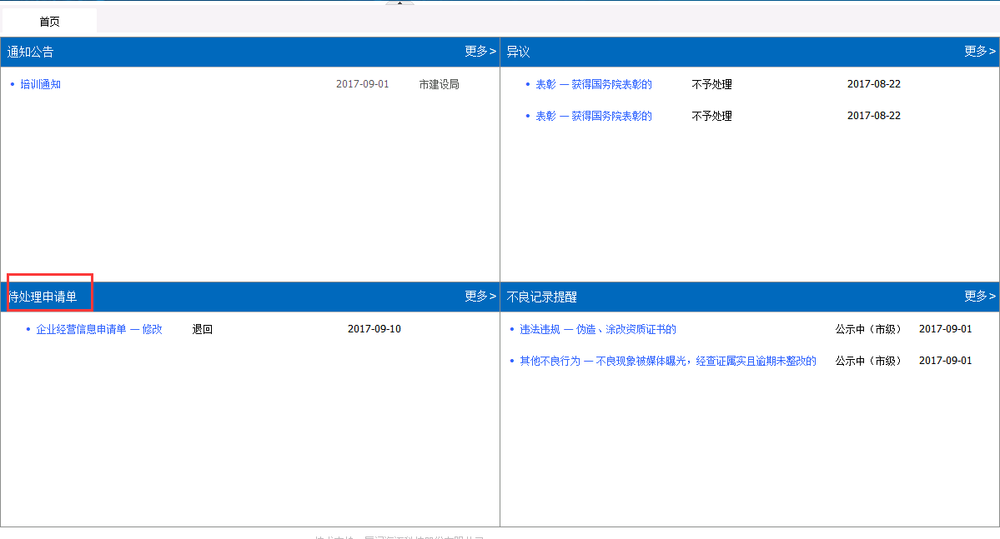 首页
通知公告 更多>
• 培训通知 2017-09-01 市建设局
异议 更多>
• 表彰 — 获得国务院表彰的 不予处理 2017-08-22
• 表彰 — 获得国务院表彰的 不予处理 2017-08-22
待处理申请单 更多>
• 企业经营信息申请单 — 修改 退回 2017-09-10
不良记录提醒 更多>
• 违法违规 — 伪造、涂改资质证书的 公示中（市级） 2017-09-01
• 其他不良行为 — 不良现象被媒体曝光，经查证属实且逾期未整改的 公示中（市级） 2017-09-01